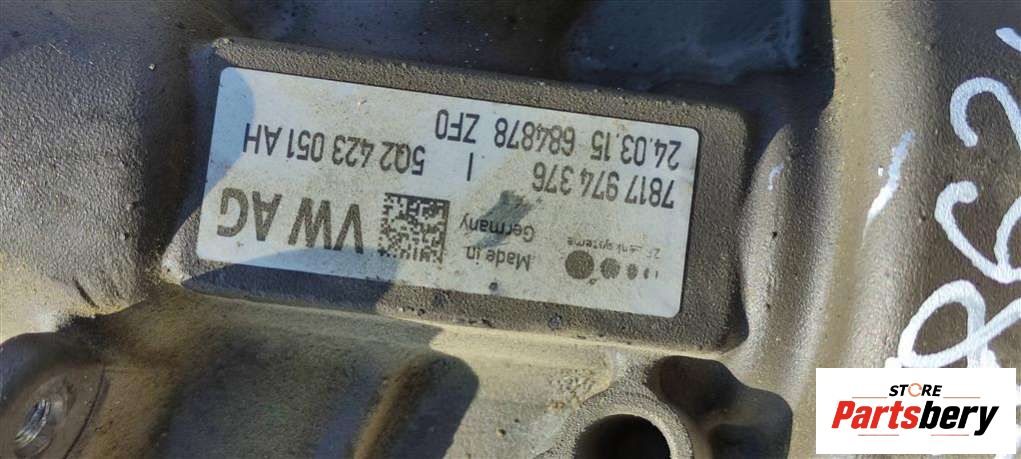 VW AG
5Q2 423 051 AH
Made in
Germany
I
7817 974 376
24.03.15 684878 ZF0
STORE
Partsbery